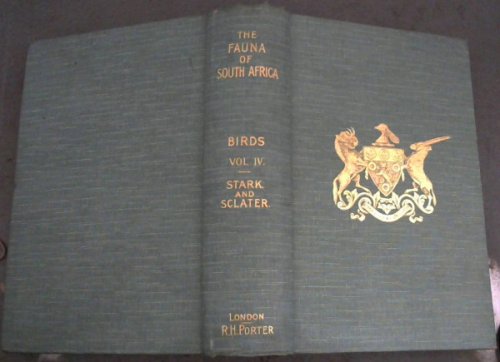 THE
FAUNA
OF
SOUTH AFRICA
BIRDS
VOL. IV.
STARK.
AND
SCLATER.
LONDON
R.H. PORTER